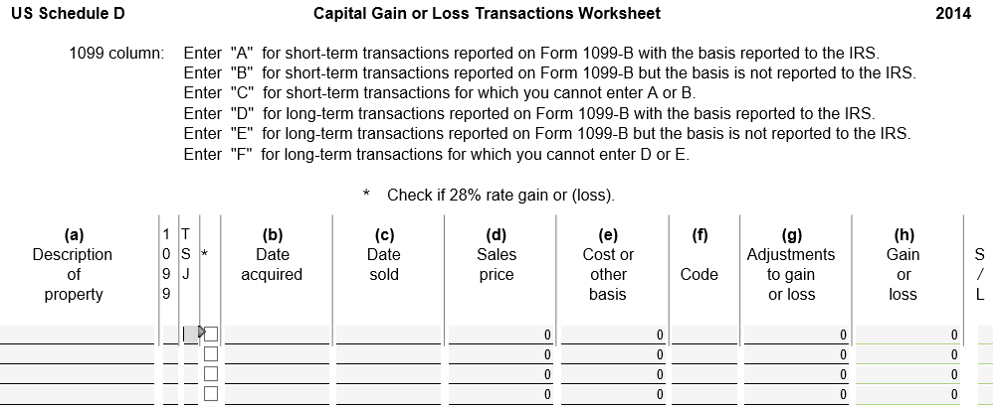 US Schedule D Capital Gain or Loss Transactions Worksheet 2014
1099 column: Enter "A" for short-term transactions reported on Form 1099-B with the basis reported to the IRS.
Enter "B" for short-term transactions reported on Form 1099-B but the basis is not reported to the IRS.
Enter "C" for short-term transactions for which you cannot enter A or B.
Enter "D" for long-term transactions reported on Form 1099-B with the basis reported to the IRS.
Enter "E" for long-term transactions reported on Form 1099-B but the basis is not reported to the IRS.
Enter "F" for long-term transactions for which you cannot enter D or E.
* Check if 28% rate gain or (loss).
(a) 1 T (b) (c) (d) (e) (f) (g) (h)
Description 0 S * Date Date Sales Cost or Adjustments Gain S
of 9 J acquired sold price other Code to gain or /
property 9 basis or loss loss L
0 0 0 0
0 0 0 0
0 0 0 0
0 0 0 0